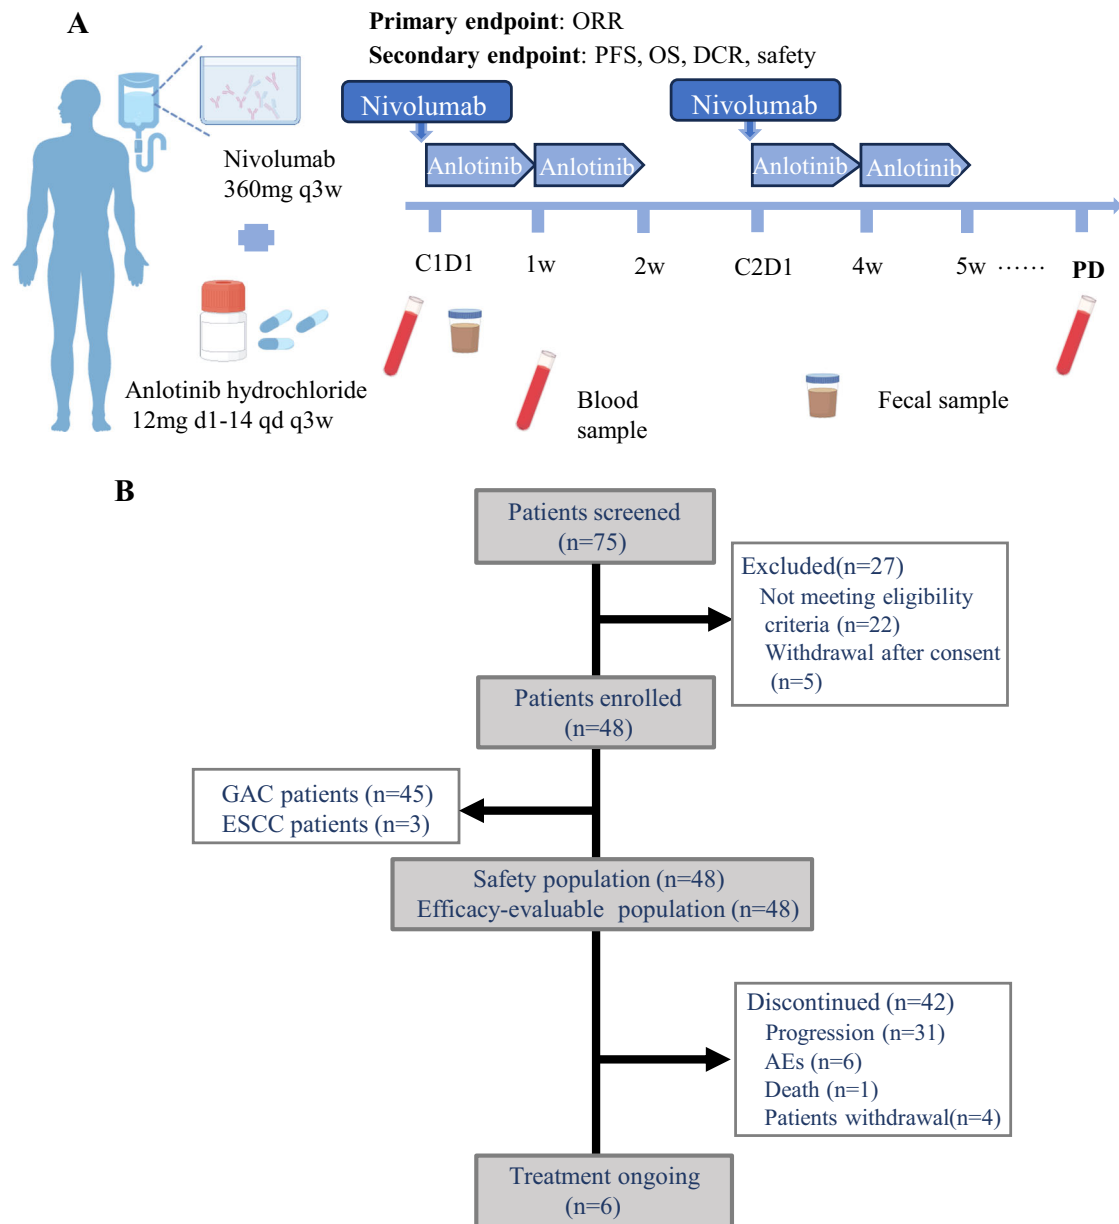 A
Primary endpoint: ORR
Secondary endpoint: PFS, OS, DCR, safety
Nivolumab
Nivolumab
Anlotinib
Anlotinib
Anlotinib
Anlotinib
Nivolumab
360mg q3w
C1D1
1w
2w
C2D1
4w
5w ······
PD
Anlotinib hydrochloride
12mg d1-14 qd q3w
Blood
sample
Fecal sample
B
Patients screened
(n=75)
Excluded(n=27)
Not meeting eligibility
criteria (n=22)
Withdrawal after consent
(n=5)
Patients enrolled
(n=48)
GAC patients (n=45)
ESCC patients (n=3)
Safety population (n=48)
Efficacy-evaluable population (n=48)
Discontinued (n=42)
Progression (n=31)
AEs (n=6)
Death (n=1)
Patients withdrawal(n=4)
Treatment ongoing
(n=6)